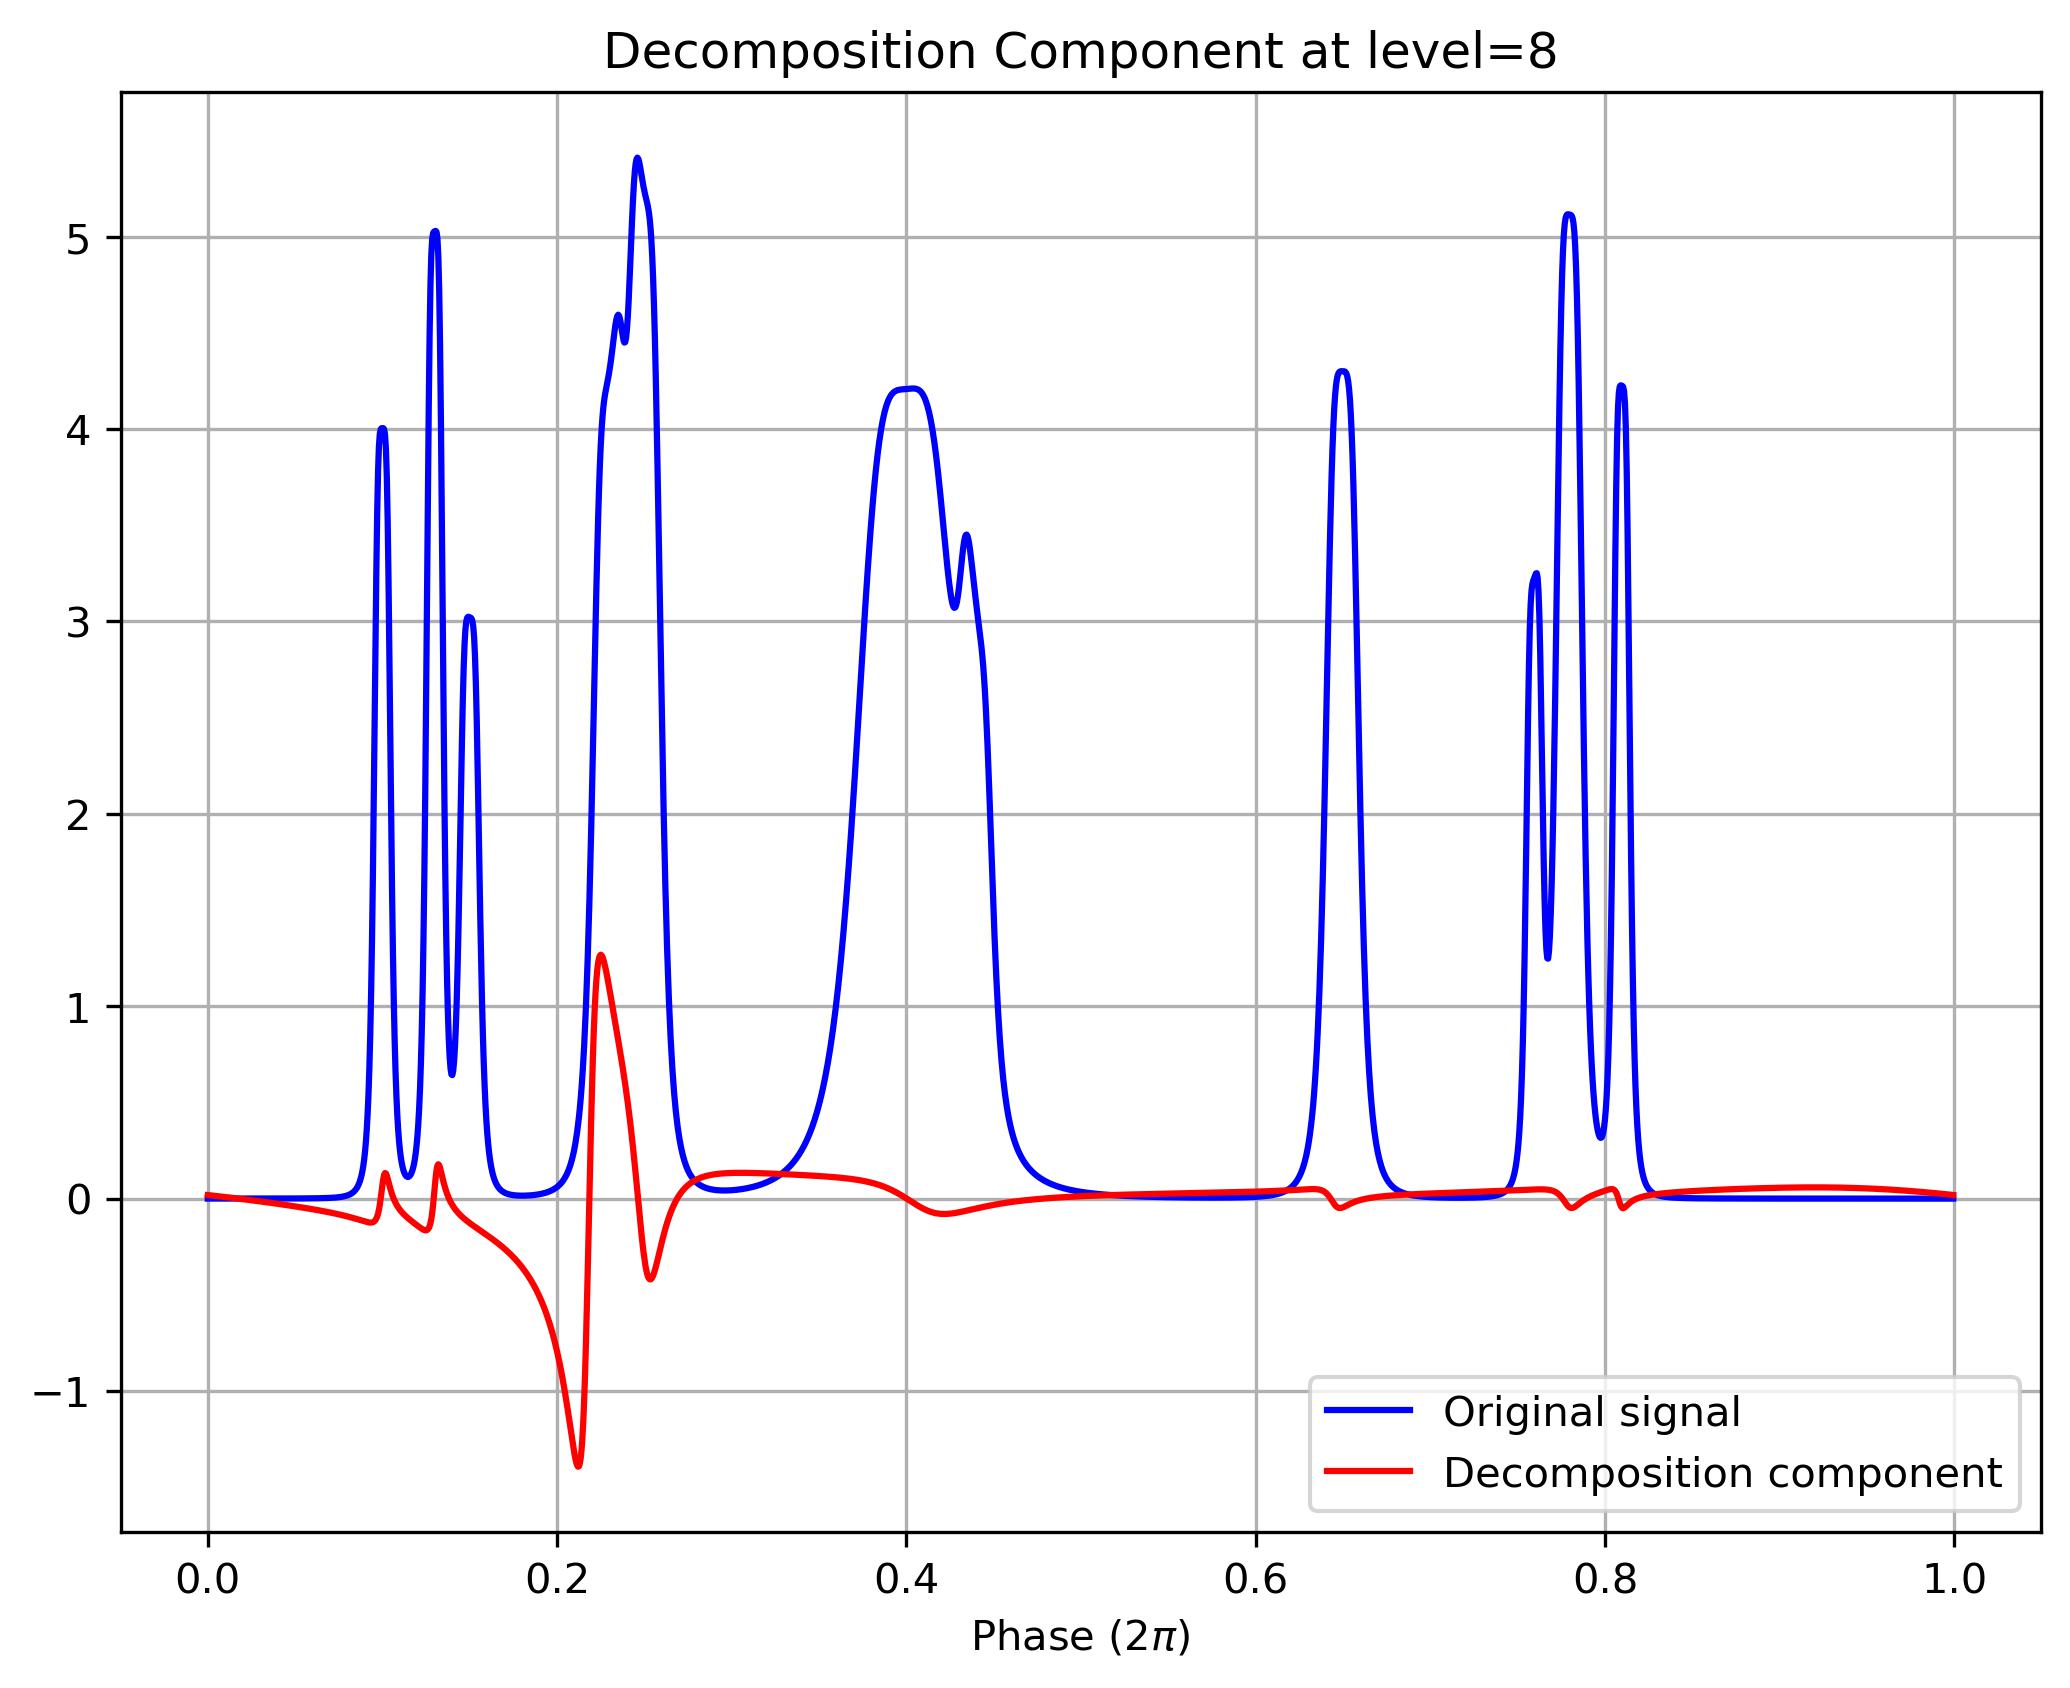 Decomposition Component at level=8
5
4
3
2
1
0
−1
0.0 0.2 0.4 0.6 0.8 1.0
Phase (2π)
Original signal
Decomposition component